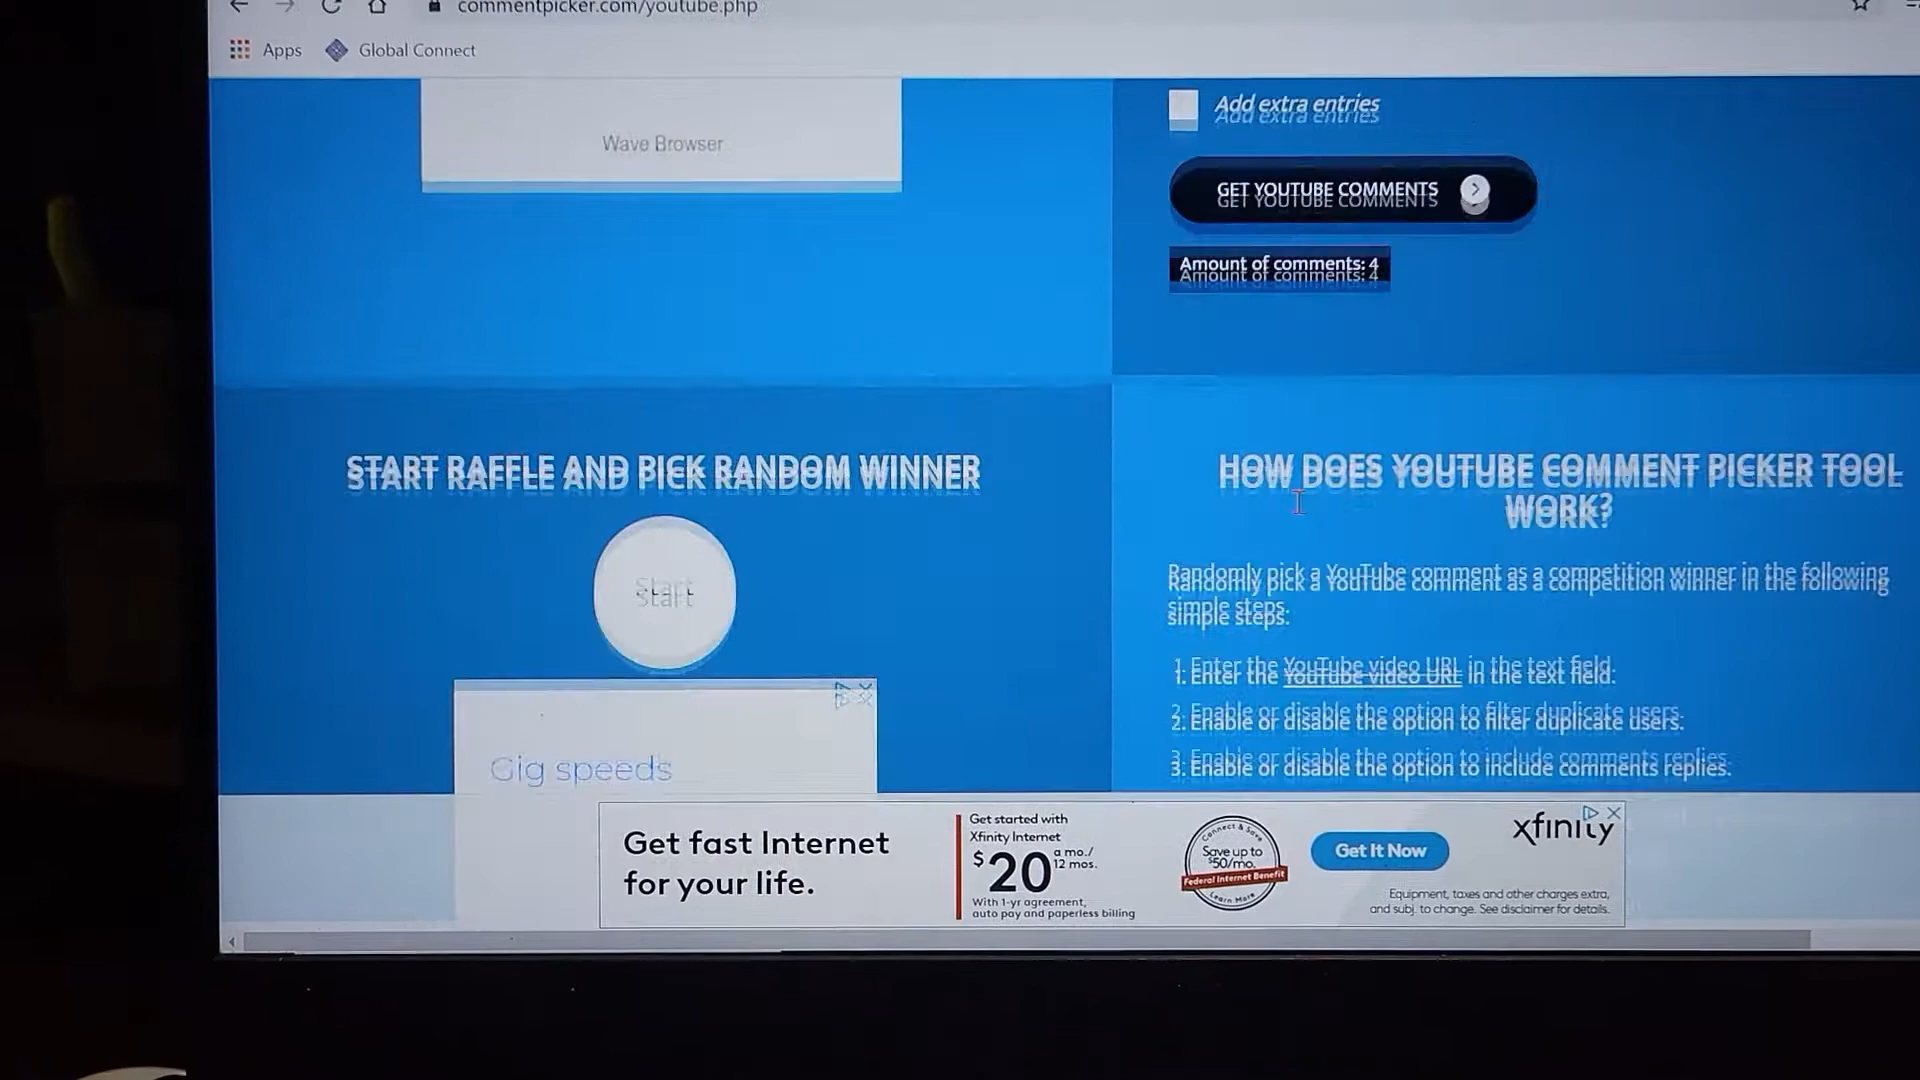 commentpicker.com/youtube.php
Apps
Global Connect
Wave Browser
Add extra entries
GET YOUTUBE COMMENTS
Amount of comments: 4
START RAFFLE AND PICK RANDOM WINNER
Start
Gig speeds
HOW DOES YOUTUBE COMMENT PICKER TOOL
WORK?
Randomly pick a YouTube comment as a competition winner in the following
simple steps:
1. Enter the YouTube video URL in the text field.
2. Enable or disable the option to filter duplicate users.
3. Enable or disable the option to include comments replies.
Get fast Internet
for your life.
Get started with
Xfinity Internet
$20 a mo./
12 mos.
With 1-yr agreement,
auto pay and paperless billing
Connect & Save
Save up to
$50/mo.
Federal Internet Benefit
Learn More
Get It Now
xfinity
Equipment, taxes and other charges extra,
and subj. to change. See disclaimer for details.